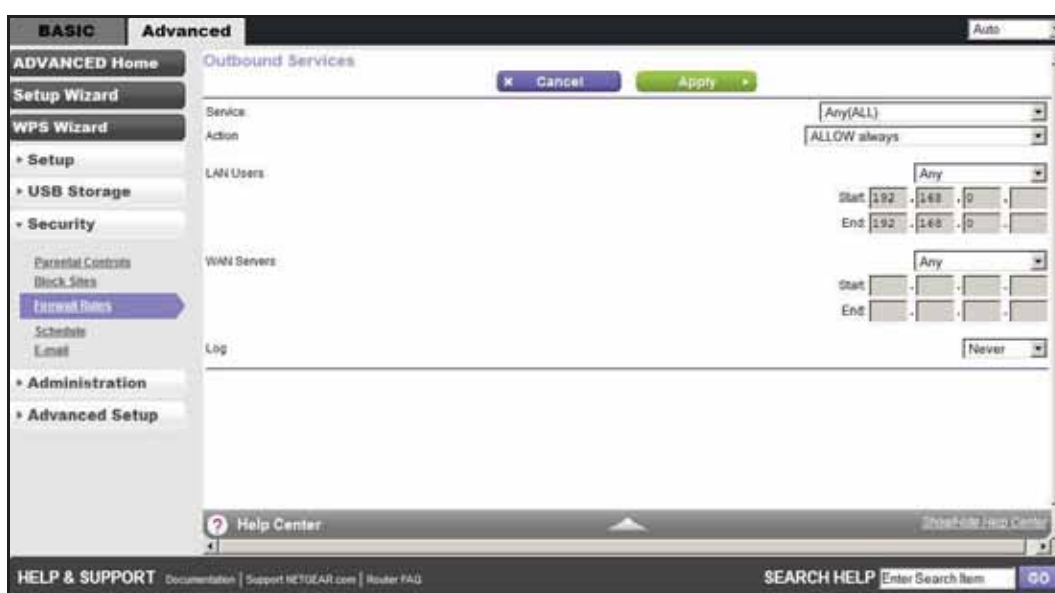 BASIC Advanced Auto
ADVANCED Home
Setup Wizard
WPS Wizard
Setup
USB Storage
Security
Parental Controls
Block Sites
Firewall Rules
Schedule
E-mail
Administration
Advanced Setup
Outbound Services
Cancel Apply
Service Any(ALL)
Action ALLOW always
LAN Users Any
Start 192 . 168 . 0 .
End 192 . 168 . 0 .
WAN Servers Any
Start . . .
End . . .
Log Never
Help Center Show/Hide Help Center
HELP & SUPPORT Documentation | Support NETGEAR.com | Router FAQ SEARCH HELP Enter Search Item GO